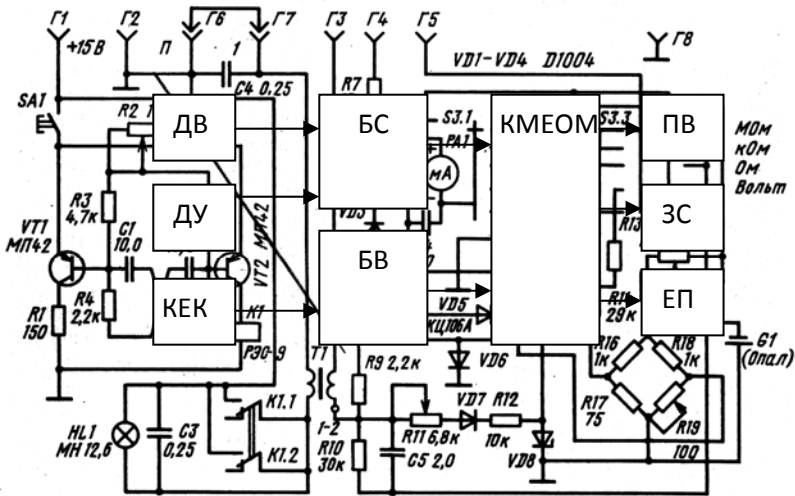 Г1 Г2 Г6 Г7 Г3 Г4 Г5 Г8
+15В П 1
VD1-VD4 Д1004
SA1 R2 1 C4 0,25 R7
ДВ БС КМЕОМ ПВ
S3.1 S3.3
PA1
мА
МОм
кОм
Ом
Вольт
R3
4,7к
C1
10,0
VT1
МП42
ДУ ЗС
VT2 МП42
VD3
R13
R4
2,2к
КЕК БВ ЕП
R1
150
K1
РЭС-9
VD5
КЦ106А
29к
G1
(Опал)
T1
R9 2,2к
VD6
R16
1к
R18
1к
K1.1
K1.2
1-2
R11 6,8к
VD7 R12
10к
R17
75
R19
100
HL1
МН 12,6
C3
0,25
R10
30к
C5 2,0
VD8